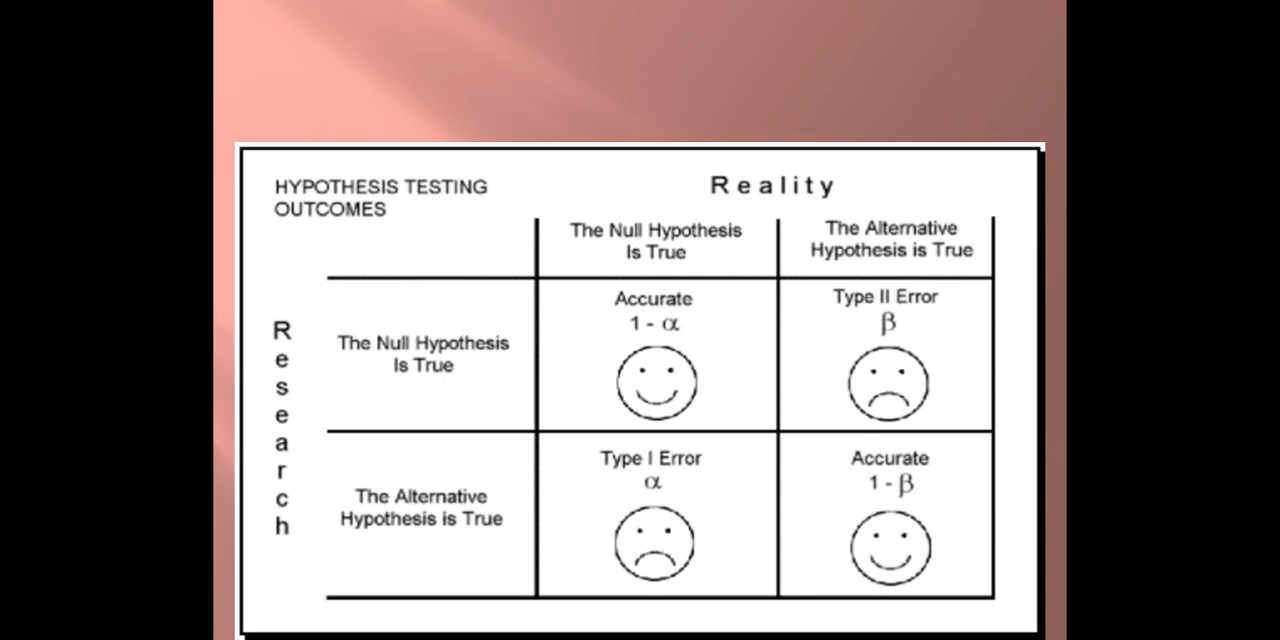 HYPOTHESIS TESTING
OUTCOMES
Reality
The Null Hypothesis
Is True
The Alternative
Hypothesis is True
Research
The Null Hypothesis
Is True
Accurate
1 - α
Type II Error
β
The Alternative
Hypothesis is True
Type I Error
α
Accurate
1 - β